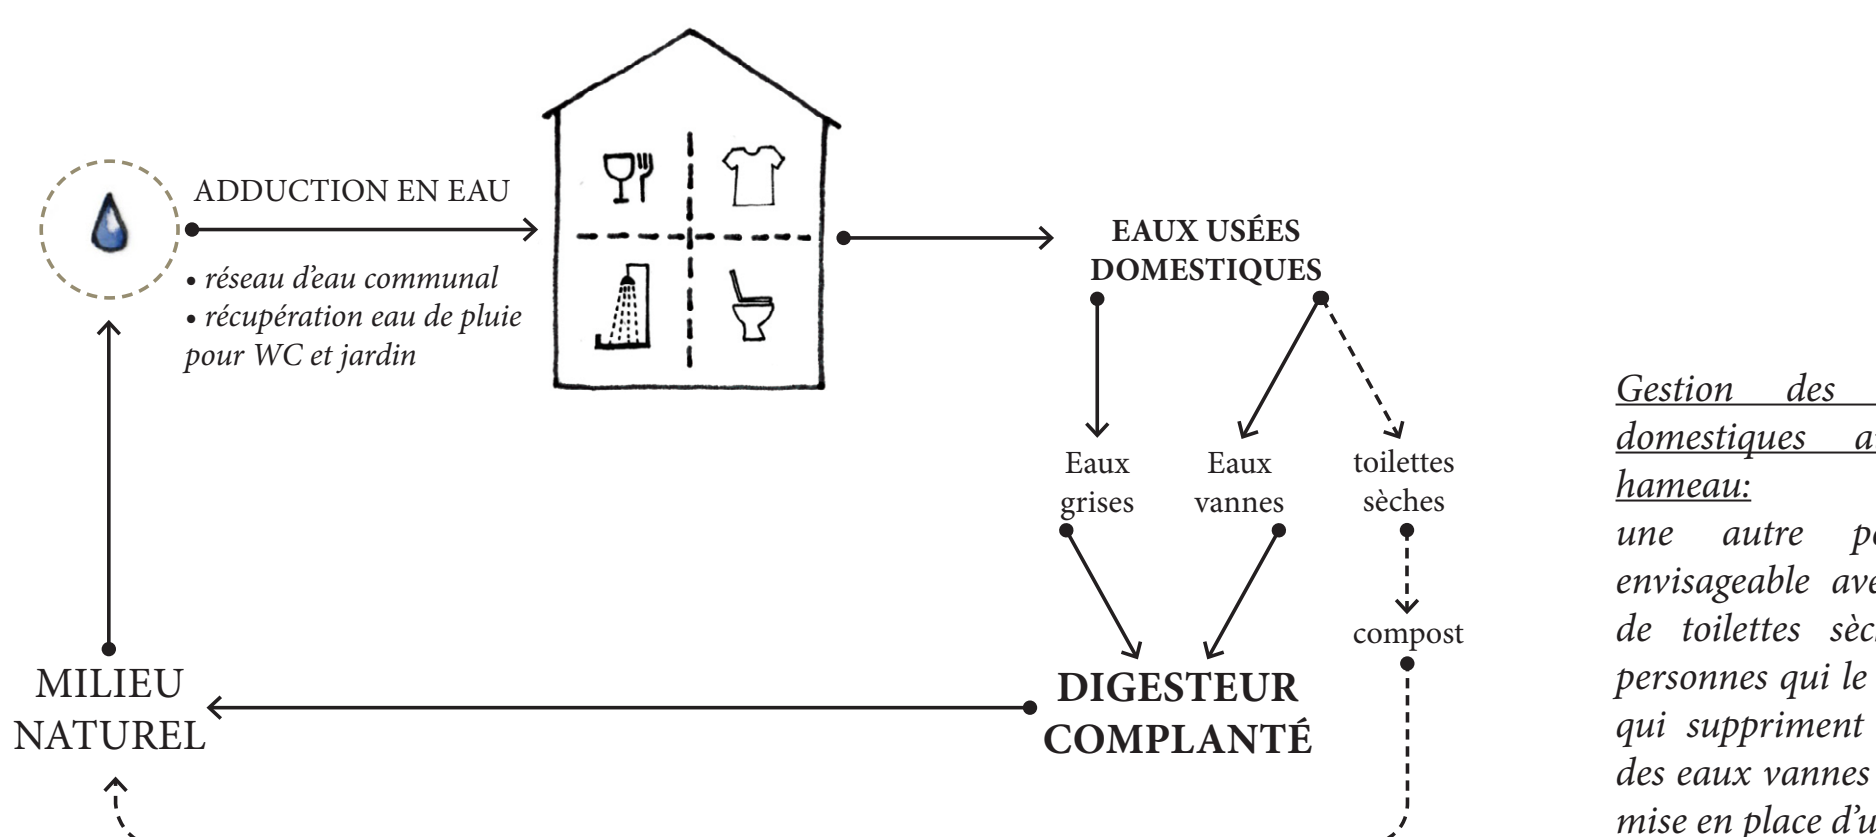 ADDUCTION EN EAU
• réseau d'eau communal
• récupération eau de pluie
pour WC et jardin
EAUX USÉES
DOMESTIQUES
Eaux
grises
Eaux
vannes
toilettes
sèches
compost
DIGESTEUR
COMPLANTÉ
MILIEU
NATUREL
Gestion des
domestiques
hameau:
une autre
envisageable
de toilettes
personnes qui le
qui suppriment
des eaux vannes
mise en place